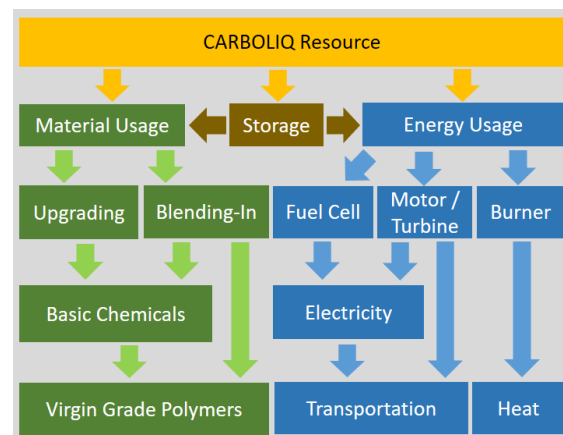 CARBOLIQ Resource
Material Usage
Storage
Energy Usage
Upgrading
Blending-In
Fuel Cell
Motor /
Turbine
Burner
Basic Chemicals
Electricity
Virgin Grade Polymers
Transportation
Heat